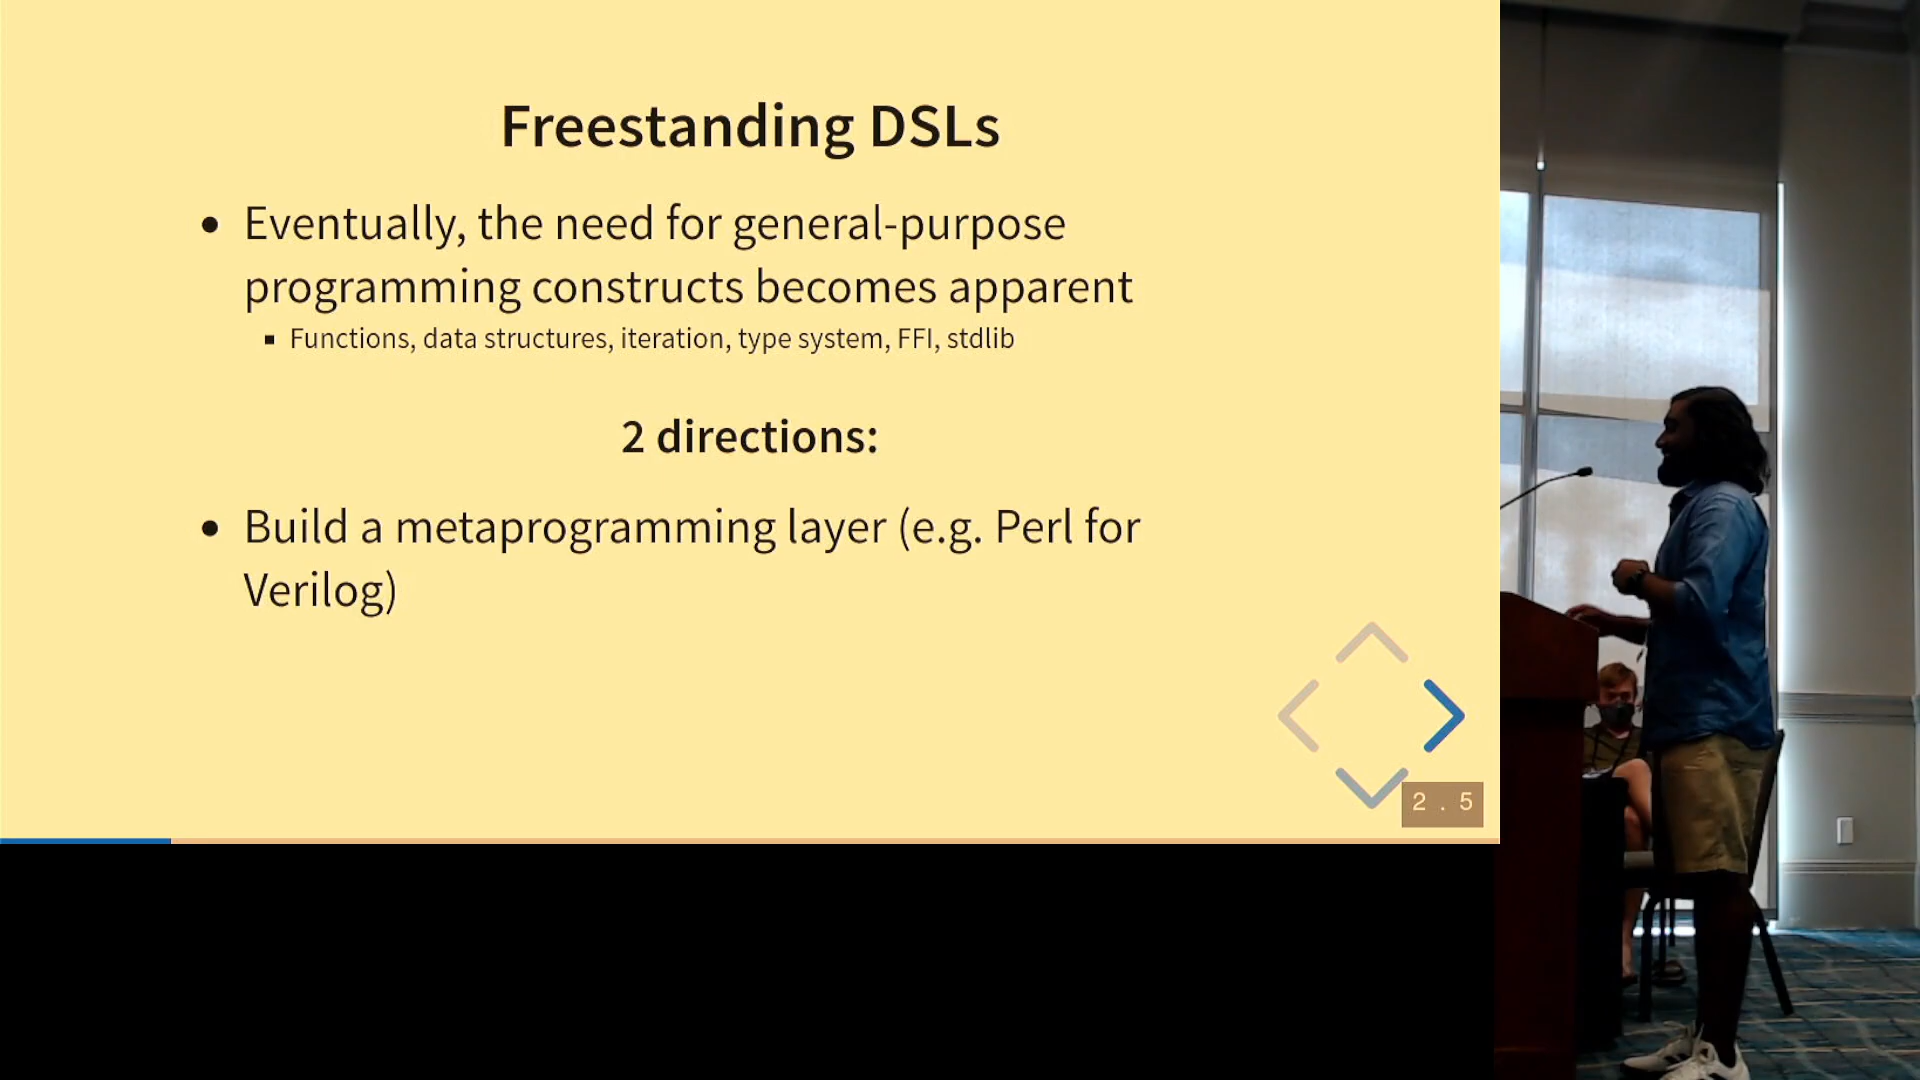 Freestanding DSLs
• Eventually, the need for general-purpose
programming constructs becomes apparent
▪ Functions, data structures, iteration, type system, FFI, stdlib
2 directions:
• Build a metaprogramming layer (e.g. Perl for
Verilog)
2 . 5